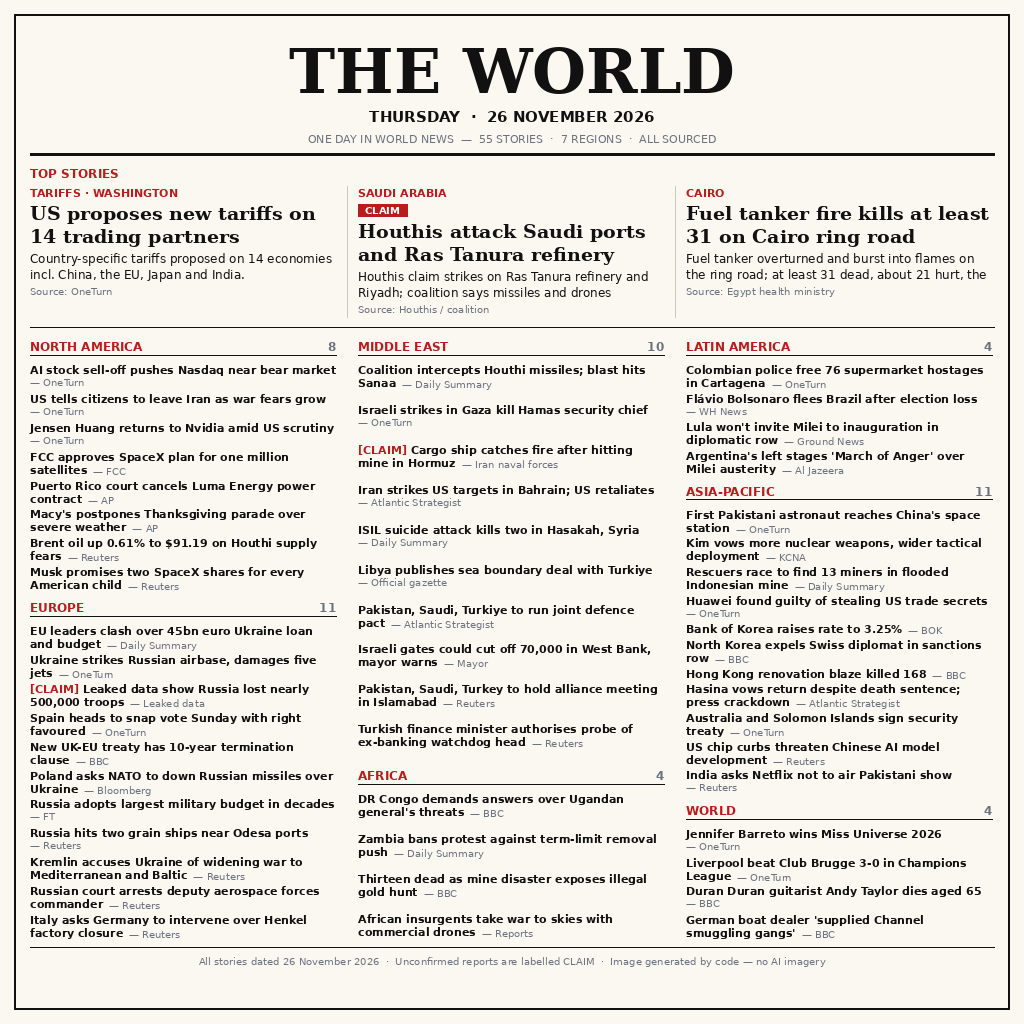 THE WORLD
THURSDAY · 26 NOVEMBER 2026
ONE DAY IN WORLD NEWS — 55 STORIES · 7 REGIONS · ALL SOURCED
TOP STORIES
TARIFFS · WASHINGTON
US proposes new tariffs on
14 trading partners
Country-specific tariffs proposed on 14 economies
incl. China, the EU, Japan and India.
Source: OneTurn
SAUDI ARABIA
CLAIM
Houthis attack Saudi ports
and Ras Tanura refinery
Houthis claim strikes on Ras Tanura refinery and
Riyadh; coalition says missiles and drones
Source: Houthis / coalition
CAIRO
Fuel tanker fire kills at least
31 on Cairo ring road
Fuel tanker overturned and burst into flames on
the ring road; at least 31 dead, about 21 hurt, the
Source: Egypt health ministry
NORTH AMERICA 8
AI stock sell-off pushes Nasdaq near bear market
— OneTurn
US tells citizens to leave Iran as war fears grow
— OneTurn
Jensen Huang returns to Nvidia amid US scrutiny
— OneTurn
FCC approves SpaceX plan for one million
satellites — FCC
Puerto Rico court cancels Luma Energy power
contract — AP
Macy's postpones Thanksgiving parade over
severe weather — AP
Brent oil up 0.61% to $91.19 on Houthi supply
fears — Reuters
Musk promises two SpaceX shares for every
American child — Reuters
EUROPE 11
EU leaders clash over 45bn euro Ukraine loan
and budget — Daily Summary
Ukraine strikes Russian airbase, damages five
jets — OneTurn
[CLAIM] Leaked data show Russia lost nearly
500,000 troops — Leaked data
Spain heads to snap vote Sunday with right
favoured — OneTurn
New UK-EU treaty has 10-year termination
clause — BBC
Poland asks NATO to down Russian missiles over
Ukraine — Bloomberg
Russia adopts largest military budget in decades
— FT
Russia hits two grain ships near Odesa ports
— Reuters
Kremlin accuses Ukraine of widening war to
Mediterranean and Baltic — Reuters
Russian court arrests deputy aerospace forces
commander — Reuters
Italy asks Germany to intervene over Henkel
factory closure — Reuters
MIDDLE EAST 10
Coalition intercepts Houthi missiles; blast hits
Sanaa — Daily Summary
Israeli strikes in Gaza kill Hamas security chief
— OneTurn
[CLAIM] Cargo ship catches fire after hitting
mine in Hormuz — Iran naval forces
Iran strikes US targets in Bahrain; US retaliates
— Atlantic Strategist
ISIL suicide attack kills two in Hasakah, Syria
— Daily Summary
Libya publishes sea boundary deal with Turkiye
— Official gazette
Pakistan, Saudi, Turkiye to run joint defence
pact — Atlantic Strategist
Israeli gates could cut off 70,000 in West Bank,
mayor warns — Mayor
Pakistan, Saudi, Turkey to hold alliance meeting
in Islamabad — Reuters
Turkish finance minister authorises probe of
ex-banking watchdog head — Reuters
AFRICA 4
DR Congo demands answers over Ugandan
general's threats — BBC
Zambia bans protest against term-limit removal
push — Daily Summary
Thirteen dead as mine disaster exposes illegal
gold hunt — BBC
African insurgents take war to skies with
commercial drones — Reports
LATIN AMERICA 4
Colombian police free 76 supermarket hostages
in Cartagena — OneTurn
Flávio Bolsonaro flees Brazil after election loss
— WH News
Lula won't invite Milei to inauguration in
diplomatic row — Ground News
Argentina's left stages 'March of Anger' over
Milei austerity — Al Jazeera
ASIA-PACIFIC 11
First Pakistani astronaut reaches China's space
station — OneTurn
Kim vows more nuclear weapons, wider tactical
deployment — KCNA
Rescuers race to find 13 miners in flooded
Indonesian mine — Daily Summary
Huawei found guilty of stealing US trade secrets
— OneTurn
Bank of Korea raises rate to 3.25% — BOK
North Korea expels Swiss diplomat in sanctions
row — BBC
Hong Kong renovation blaze killed 168 — BBC
Hasina vows return despite death sentence;
press crackdown — Atlantic Strategist
Australia and Solomon Islands sign security
treaty — OneTurn
US chip curbs threaten Chinese AI model
development — Reuters
India asks Netflix not to air Pakistani show
— Reuters
WORLD 4
Jennifer Barreto wins Miss Universe 2026
— OneTurn
Liverpool beat Club Brugge 3-0 in Champions
League — OneTurn
Duran Duran guitarist Andy Taylor dies aged 65
— BBC
German boat dealer 'supplied Channel
smuggling gangs' — BBC
All stories dated 26 November 2026 · Unconfirmed reports are labelled CLAIM · Image generated by code — no AI imagery